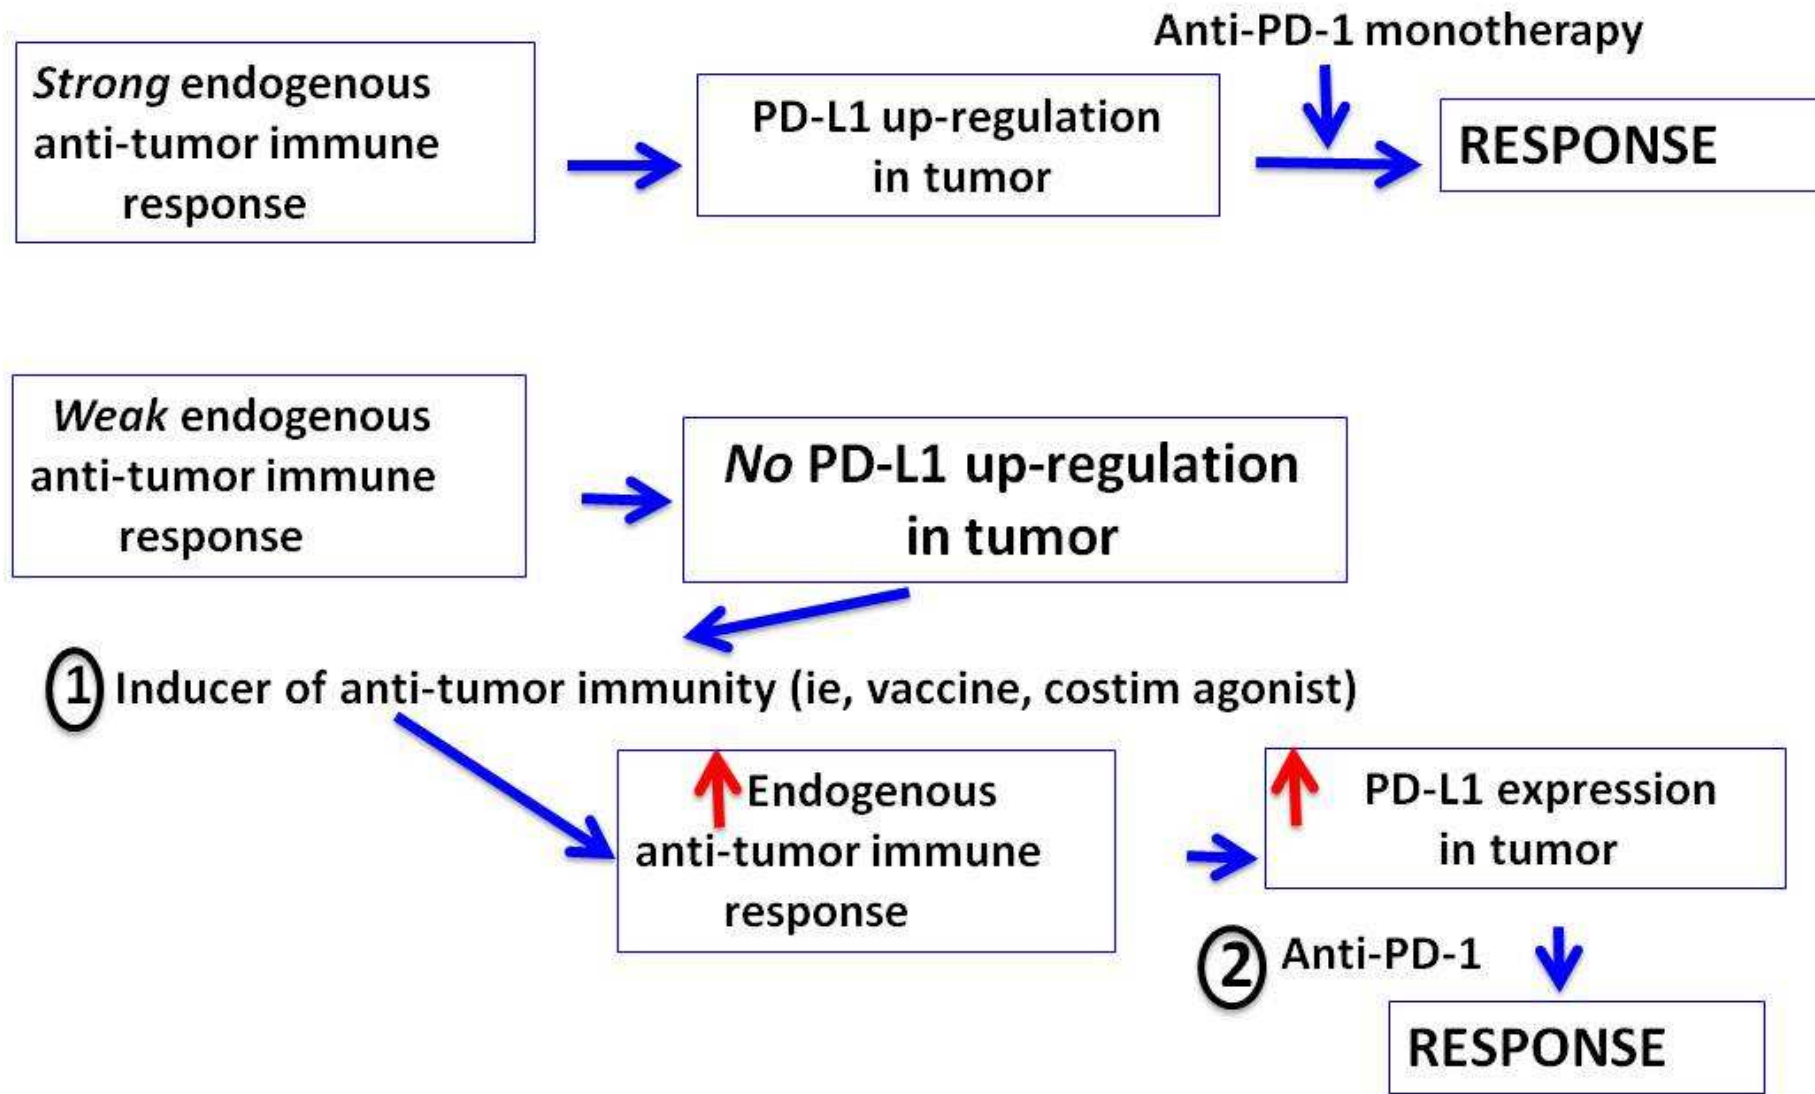 Anti-PD-1 monotherapy
Strong endogenous
anti-tumor immune
response
PD-L1 up-regulation
in tumor
RESPONSE
Weak endogenous
anti-tumor immune
response
No PD-L1 up-regulation
in tumor
1 Inducer of anti-tumor immunity (ie, vaccine, costim agonist)
Endogenous
anti-tumor immune
response
PD-L1 expression
in tumor
2 Anti-PD-1
RESPONSE